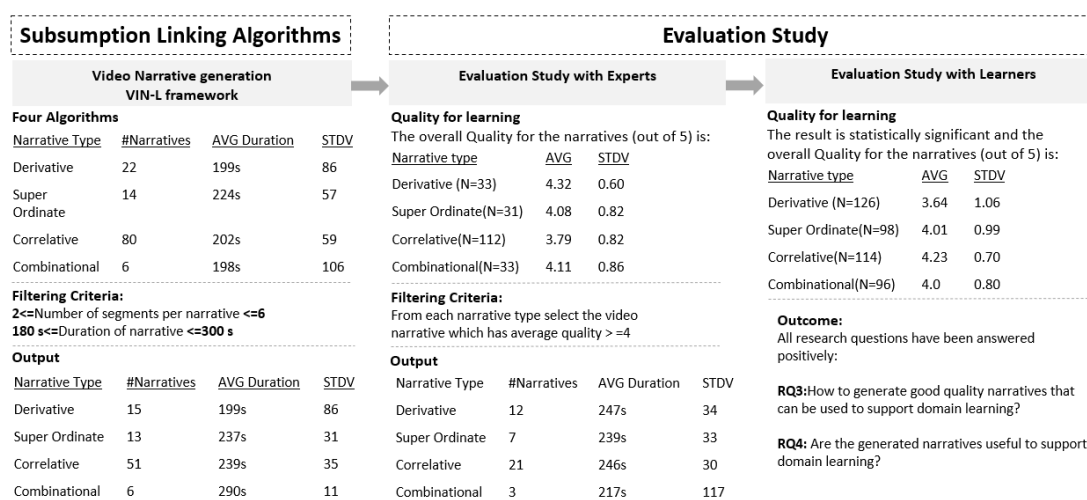 Subsumption Linking Algorithms
Evaluation Study
Video Narrative generation
VIN-L framework
Four Algorithms
Narrative Type #Narratives AVG Duration STDV
Derivative 22 199s 86
Super
Ordinate 14 224s 57
Correlative 80 202s 59
Combinational 6 198s 106
Filtering Criteria:
2<=Number of segments per narrative <=6
180 s<=Duration of narrative <=300 s
Output
Narrative Type #Narratives AVG Duration STDV
Derivative 15 199s 86
Super Ordinate 13 237s 31
Correlative 51 239s 35
Combinational 6 290s 11
Evaluation Study with Experts
Quality for learning
The overall Quality for the narratives (out of 5) is:
Narrative type AVG STDV
Derivative (N=33) 4.32 0.60
Super Ordinate(N=31) 4.08 0.82
Correlative(N=112) 3.79 0.82
Combinational(N=33) 4.11 0.86
Filtering Criteria:
From each narrative type select the video
narrative which has average quality > =4
Output
Narrative Type #Narratives AVG Duration STDV
Derivative 12 247s 34
Super Ordinate 7 239s 33
Correlative 21 246s 30
Combinational 3 217s 117
Evaluation Study with Learners
Quality for learning
The result is statistically significant and the
overall Quality for the narratives (out of 5) is:
Narrative type AVG STDV
Derivative (N=126) 3.64 1.06
Super Ordinate(N=98) 4.01 0.99
Correlative(N=114) 4.23 0.70
Combinational(N=96) 4.0 0.80
Outcome:
All research questions have been answered
positively:
RQ3:How to generate good quality narratives that
can be used to support domain learning?
RQ4: Are the generated narratives useful to support
domain learning?